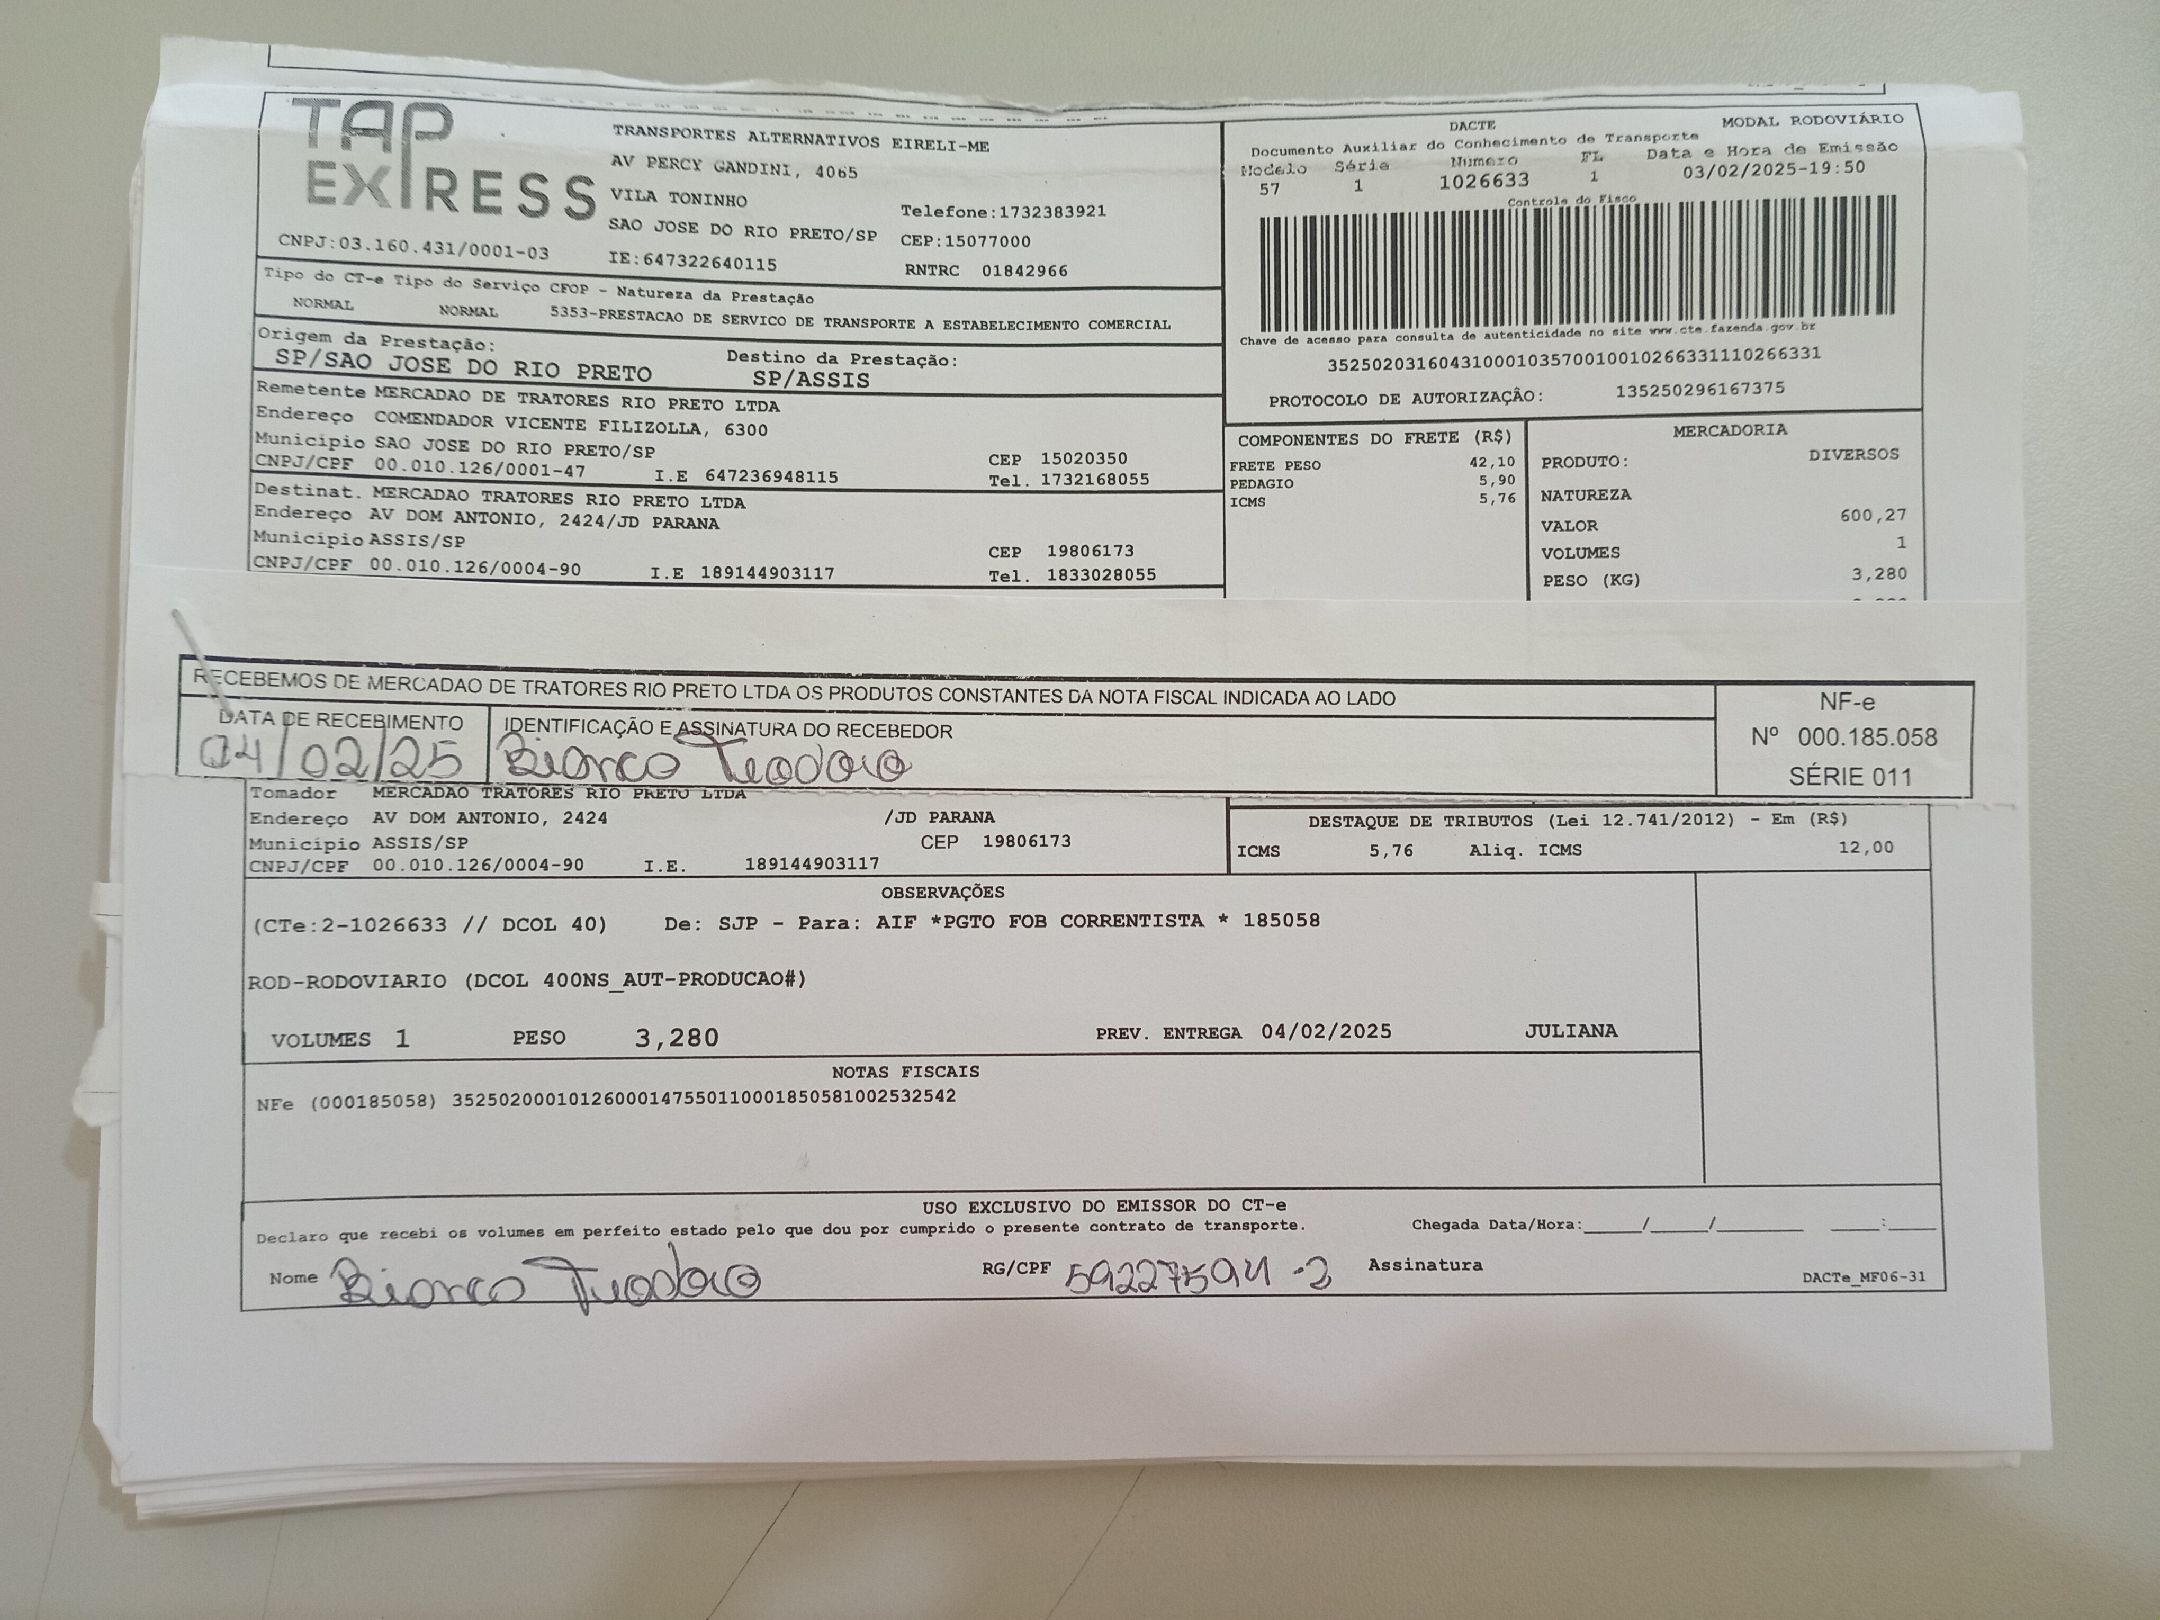 TAP
EXPRESS
CNPJ:03.160.431/0001-03
TRANSPORTES ALTERNATIVOS EIRELI-ME
AV PERCY GANDINI, 4065
VILA TONINHO
Telefone:1732383921
SAO JOSE DO RIO PRETO/SP CEP:15077000
IE:647322640115 RNTRC 01842966
DACTE MODAL RODOVIÁRIO
Documento Auxiliar do Conhecimento de Transporte
Modelo Série Número FL Data e Hora de Emissão
57 1 1026633 1 03/02/2025-19:50
Controle do Fisco
Chave de acesso para consulta de autenticidade no site www.cte.fazenda.gov.br
35250203160431000103570010010266331110266331
PROTOCOLO DE AUTORIZAÇÃO: 135250296167375
Tipo do CT-e Tipo do Serviço CFOP - Natureza da Prestação
NORMAL NORMAL 5353-PRESTACAO DE SERVICO DE TRANSPORTE A ESTABELECIMENTO COMERCIAL
Origem da Prestação: Destino da Prestação:
SP/SAO JOSE DO RIO PRETO SP/ASSIS
Remetente MERCADAO DE TRATORES RIO PRETO LTDA
Endereço COMENDADOR VICENTE FILIZOLLA, 6300
Município SAO JOSE DO RIO PRETO/SP CEP 15020350
CNPJ/CPF 00.010.126/0001-47 I.E 647236948115 Tel. 1732168055
Destinat. MERCADAO TRATORES RIO PRETO LTDA
Endereço AV DOM ANTONIO, 2424/JD PARANA
Município ASSIS/SP CEP 19806173
CNPJ/CPF 00.010.126/0004-90 I.E 189144903117 Tel. 1833028055
COMPONENTES DO FRETE (R$)
FRETE PESO 42,10
PEDAGIO 5,90
ICMS 5,76
MERCADORIA
PRODUTO: DIVERSOS
NATUREZA
VALOR 600,27
VOLUMES 1
PESO (KG) 3,280
RECEBEMOS DE MERCADAO DE TRATORES RIO PRETO LTDA OS PRODUTOS CONSTANTES DA NOTA FISCAL INDICADA AO LADO
DATA DE RECEBIMENTO IDENTIFICAÇÃO E ASSINATURA DO RECEBEDOR
04/02/25 Bianca Teodoro
NF-e
Nº 000.185.058
SÉRIE 011
Tomador MERCADAO TRATORES RIO PRETO LTDA
Endereço AV DOM ANTONIO, 2424 /JD PARANA
Município ASSIS/SP CEP 19806173
CNPJ/CPF 00.010.126/0004-90 I.E. 189144903117
DESTAQUE DE TRIBUTOS (Lei 12.741/2012) - Em (R$)
ICMS 5,76 Aliq. ICMS 12,00
OBSERVAÇÕES
(CTe:2-1026633 // DCOL 40) De: SJP - Para: AIF *PGTO FOB CORRENTISTA * 185058
ROD-RODOVIARIO (DCOL 400NS_AUT-PRODUCAO#)
VOLUMES 1 PESO 3,280 PREV. ENTREGA 04/02/2025 JULIANA
NOTAS FISCAIS
NFe (000185058) 35250200010126000147550110001850581002532542
USO EXCLUSIVO DO EMISSOR DO CT-e
Declaro que recebi os volumes em perfeito estado pelo que dou por cumprido o presente contrato de transporte. Chegada Data/Hora:_____/_____/________ ____:____
Nome Bianca Teodoro RG/CPF 59227594-2 Assinatura
DACTe_MF06-31